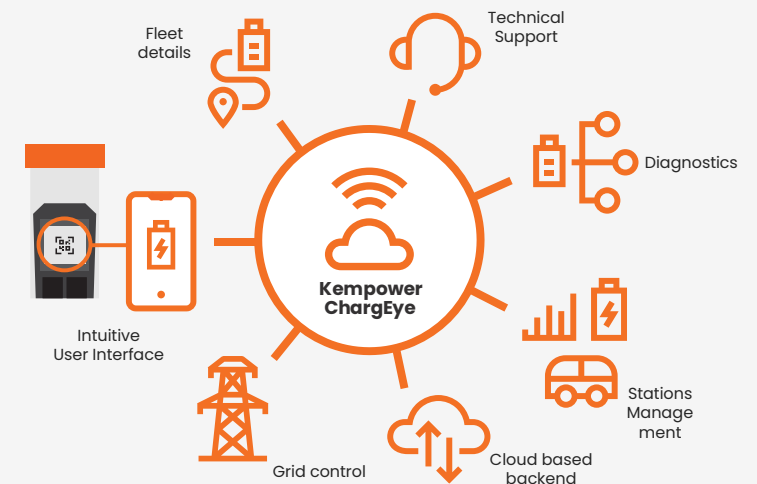 Fleet
details
Technical
Support
Diagnostics
Kempower
ChargEye
Intuitive
User Interface
Stations
Manage
ment
Grid control
Cloud based
backend